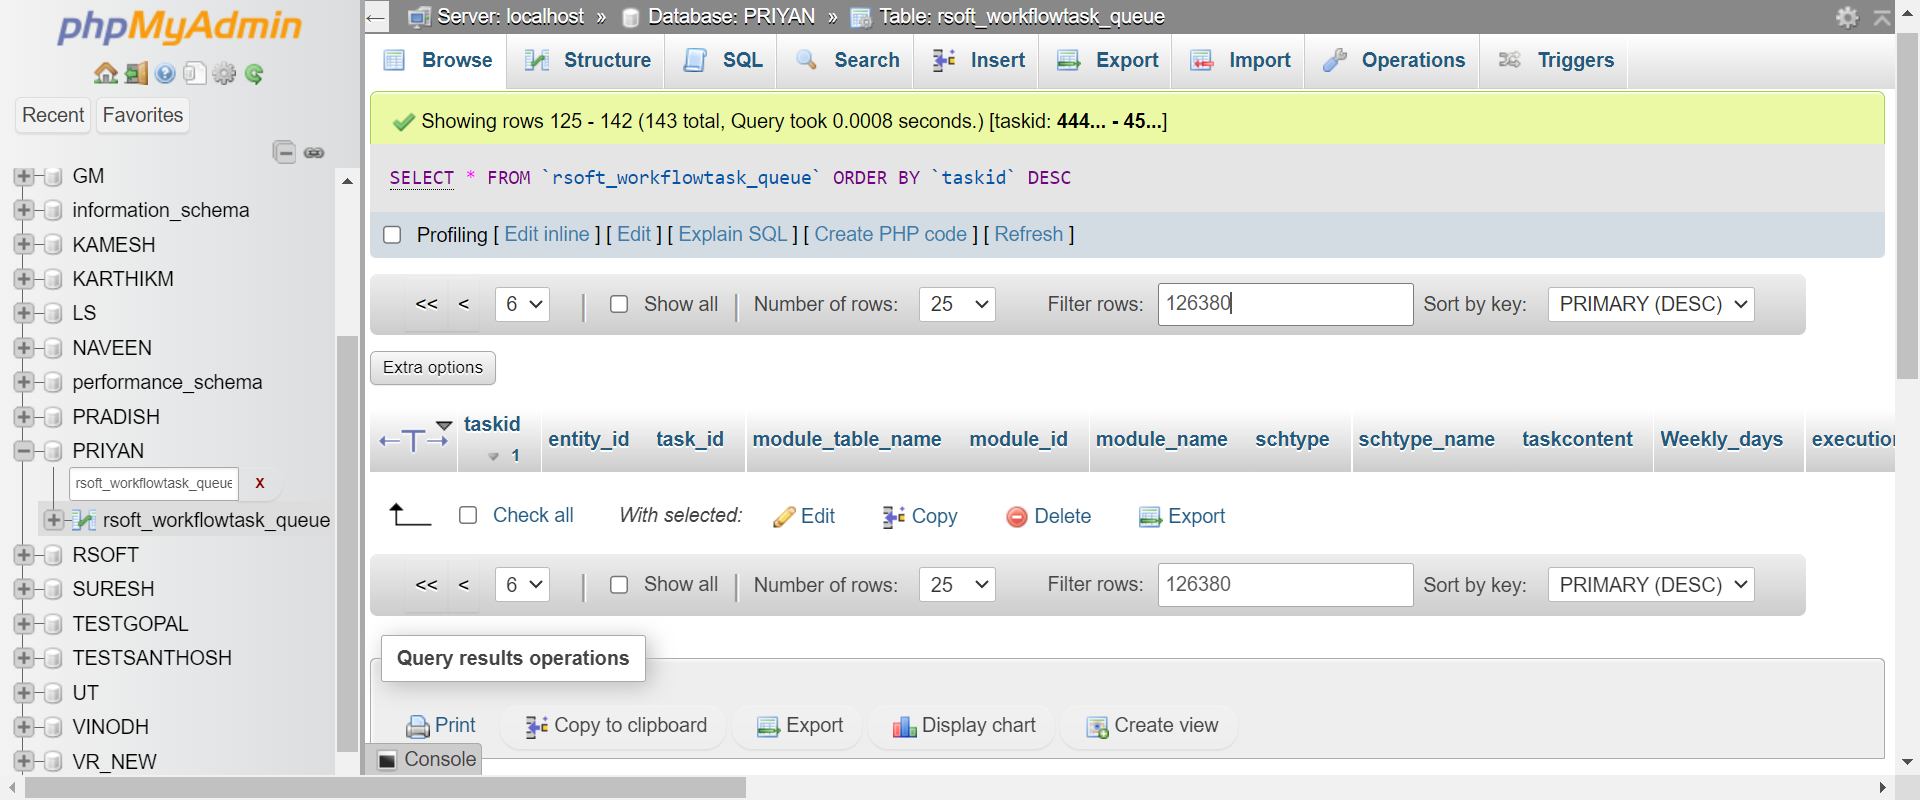 phpMyAdmin
Recent
Favorites
GM
information_schema
KAMESH
KARTHIKM
LS
NAVEEN
performance_schema
PRADISH
PRIYAN
rsoft_workflowtask_queue
x
rsoft_workflowtask_queue
RSOFT
SURESH
TESTGOPAL
TESTSANTHOSH
UT
VINODH
VR_NEW
Server: localhost » Database: PRIYAN » Table: rsoft_workflowtask_queue
Browse Structure SQL Search Insert Export Import Operations Triggers
Showing rows 125 - 142 (143 total, Query took 0.0008 seconds.) [taskid: 444... - 45...]
SELECT * FROM `rsoft_workflowtask_queue` ORDER BY `taskid` DESC
Profiling [ Edit inline ] [ Edit ] [ Explain SQL ] [ Create PHP code ] [ Refresh ]
<< < 6 | Show all | Number of rows: 25 Filter rows: 126380 Sort by key: PRIMARY (DESC)
Extra options
←T→ taskid 1 entity_id task_id module_table_name module_id module_name schtype schtype_name taskcontent Weekly_days execution
Check all With selected: Edit Copy Delete Export
<< < 6 | Show all | Number of rows: 25 Filter rows: 126380 Sort by key: PRIMARY (DESC)
Query results operations
Print Copy to clipboard Export Display chart Create view
Console